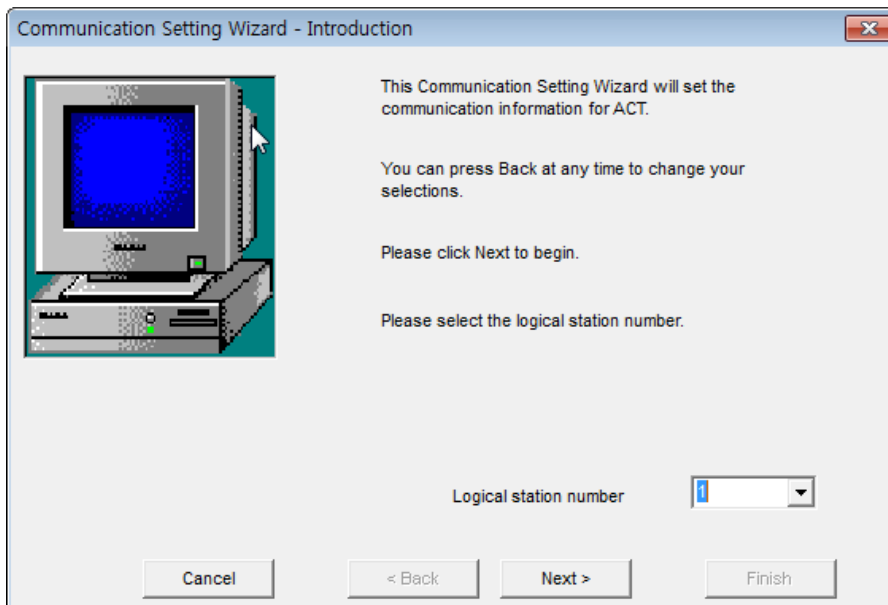 Communication Setting Wizard - Introduction
This Communication Setting Wizard will set the
communication information for ACT.
You can press Back at any time to change your
selections.
Please click Next to begin.
Please select the logical station number.
Logical station number 1
Cancel < Back Next > Finish